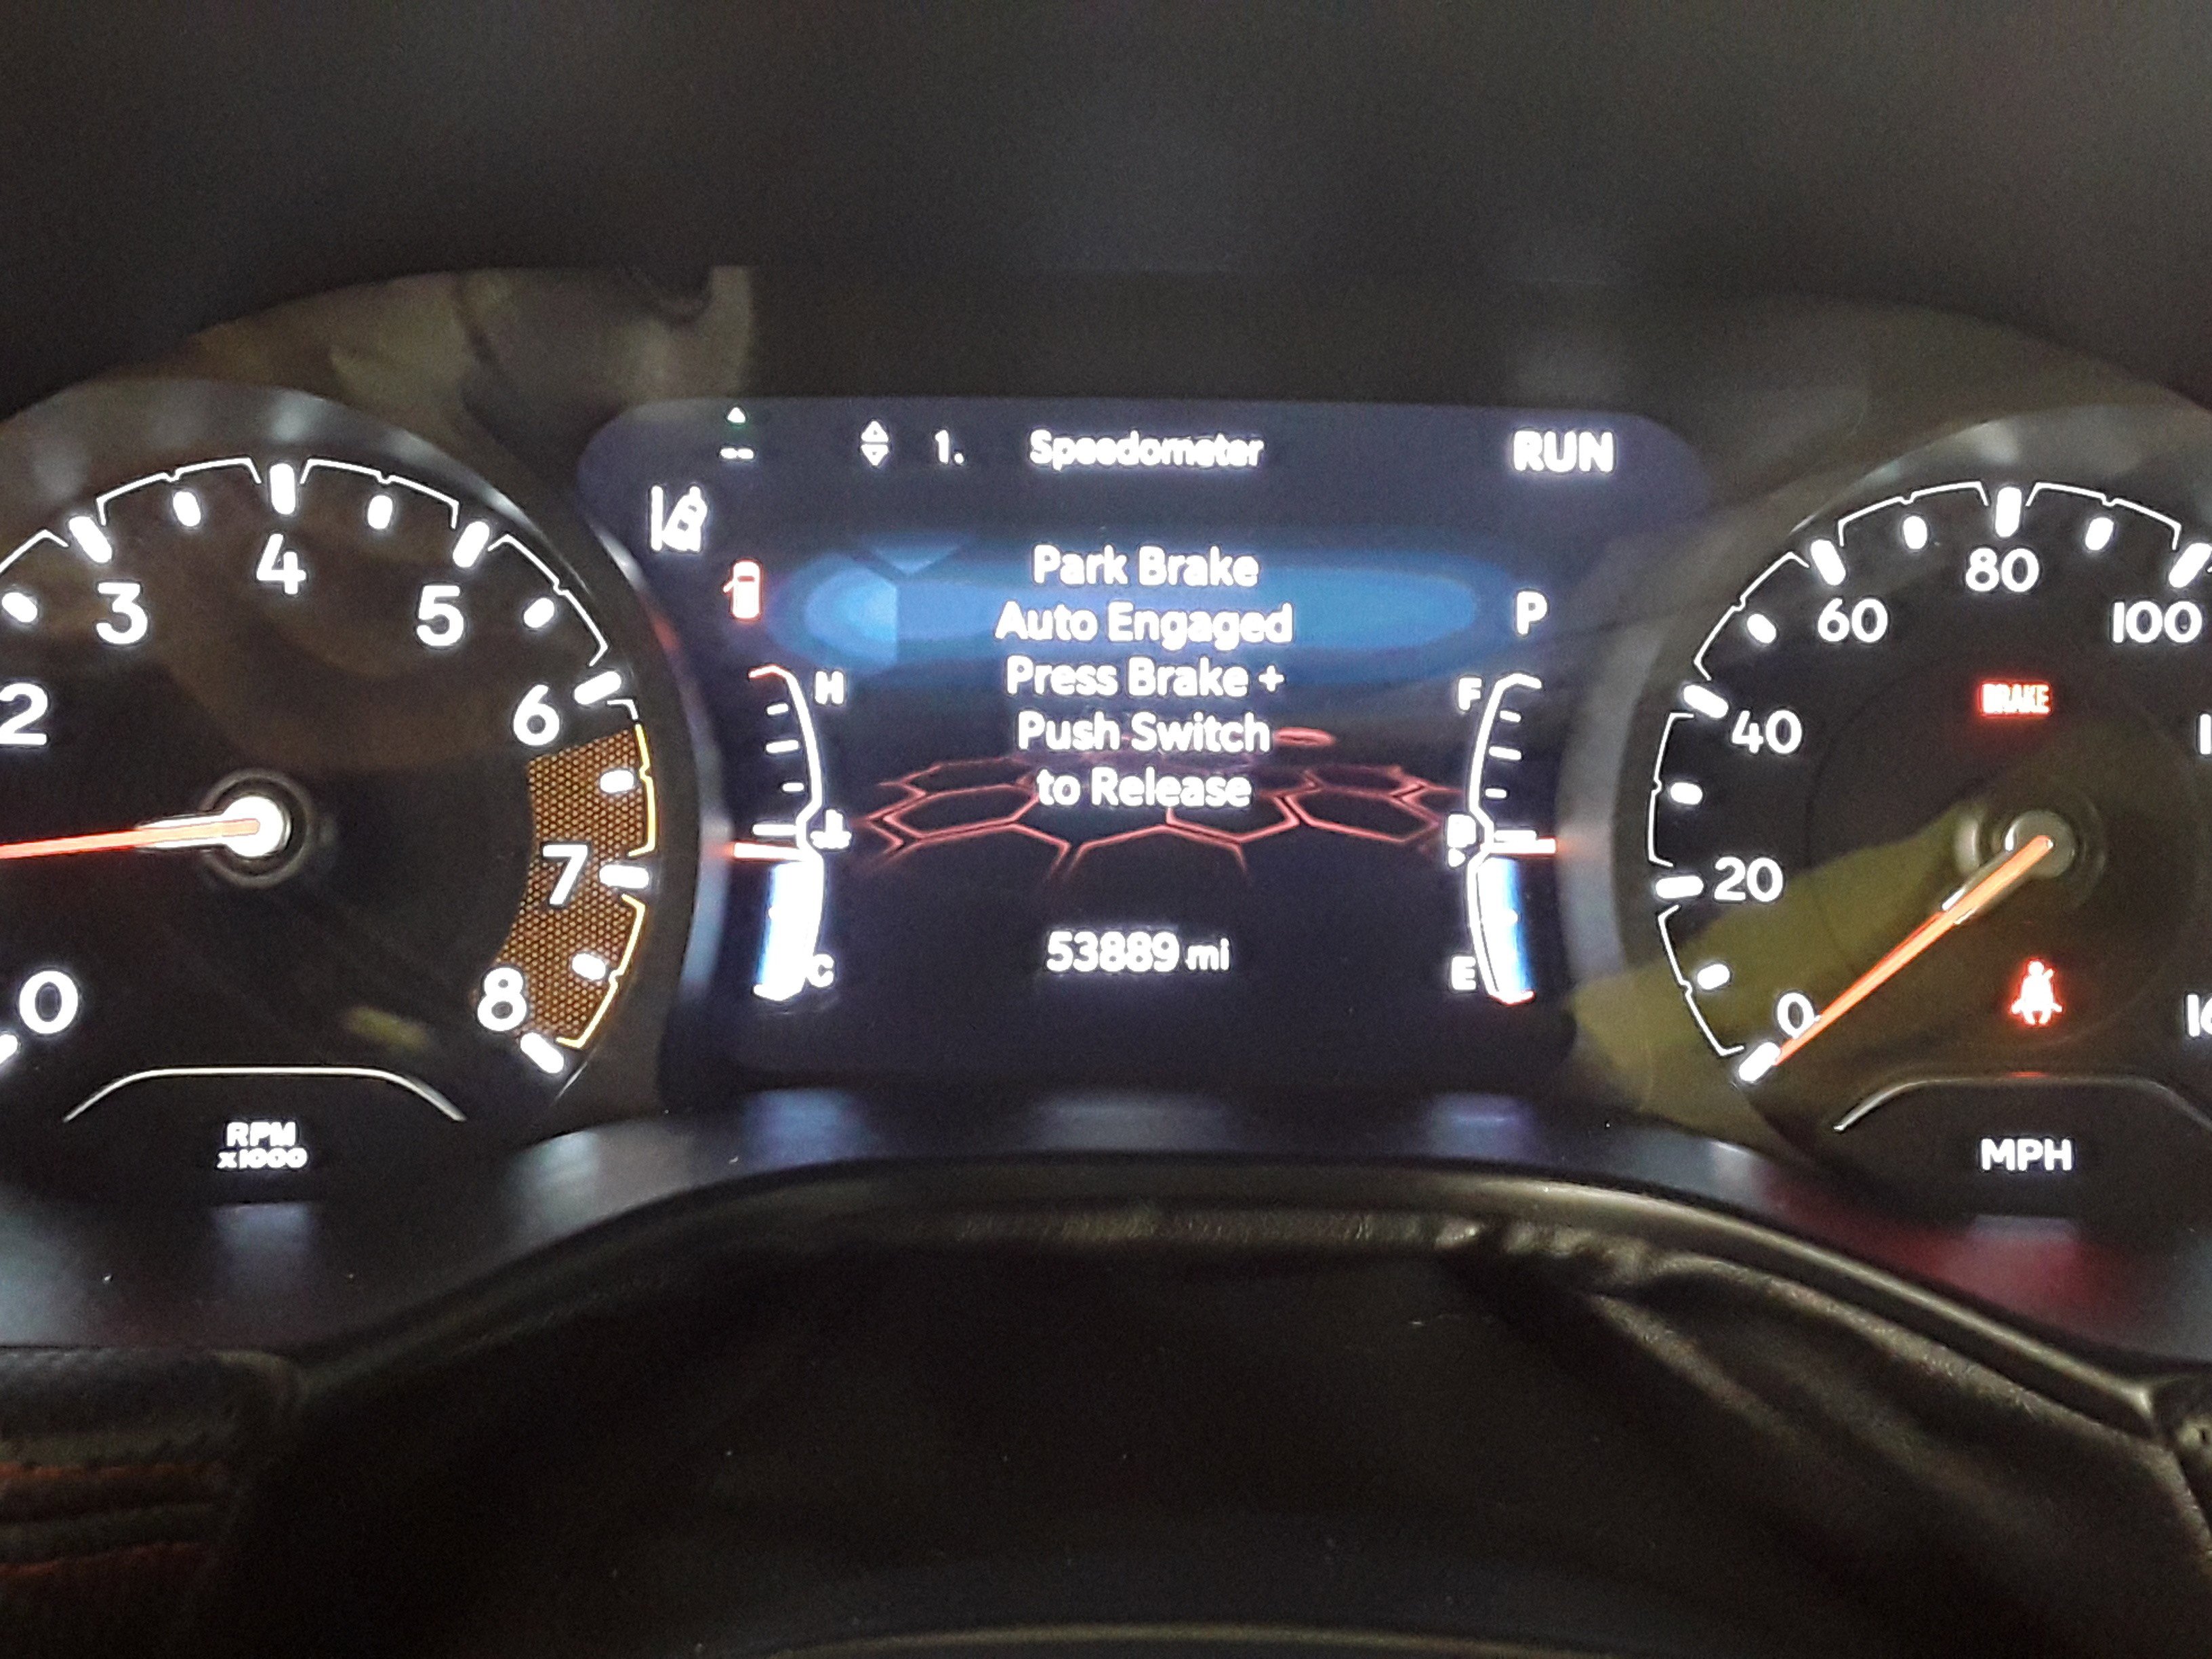 1. Speedometer RUN
Park Brake
Auto Engaged
Press Brake +
Push Switch
to Release
P
H
C
F
E
53889 mi
0
2
3
4
5
6
7
8
RPM
x1000
0
20
40
60
80
100
BRAKE
MPH